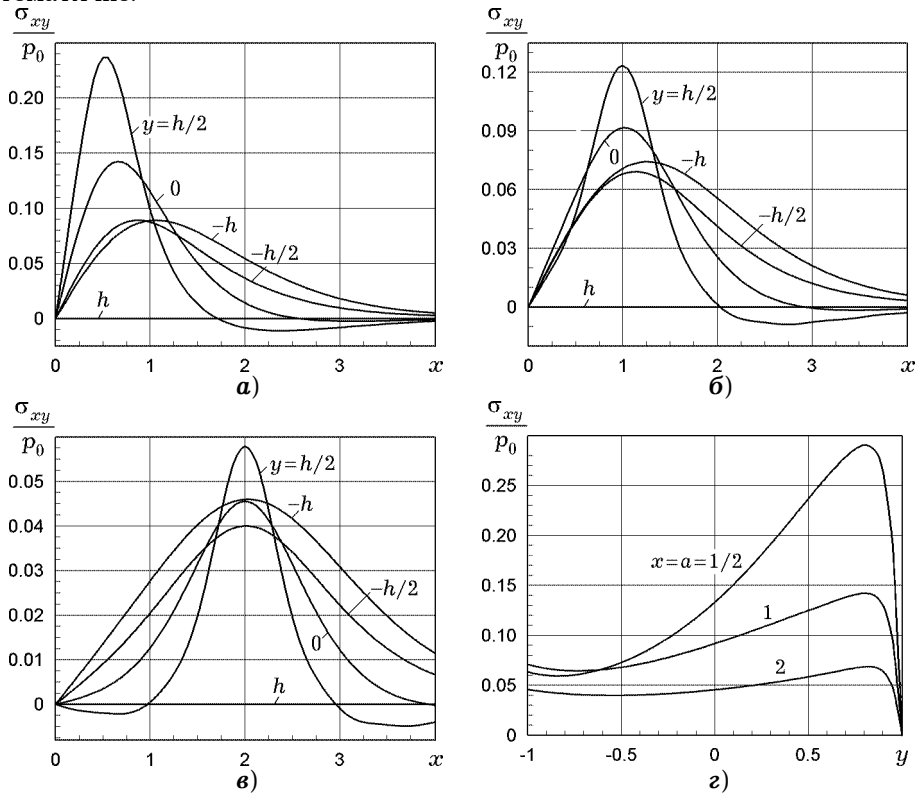 σxy
p0
0.20
0.15
0.10
0.05
0
y=h/2
0
–h
–h/2
h
0 1 2 3 x
а)
σxy
p0
0.12
0.09
0.06
0.03
0
y=h/2
0
–h
–h/2
h
0 1 2 3 x
б)
σxy
p0
0.05
0.04
0.03
0.02
0.01
0
y=h/2
–h
–h/2
0
h
0 1 2 3 x
в)
σxy
p0
0.25
0.20
0.15
0.10
0.05
0
x=a=1/2
1
2
-1 -0.5 0 0.5 y
г)